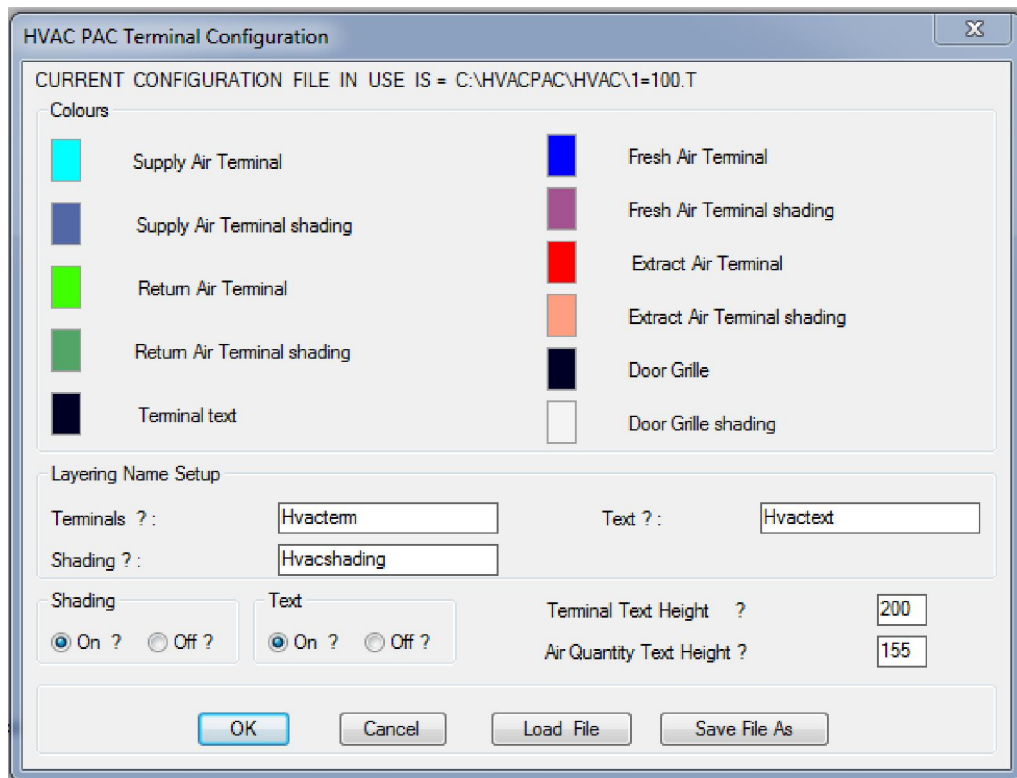 HVAC PAC Terminal Configuration
X
CURRENT CONFIGURATION FILE IN USE IS = C:\HVACPAC\HVAC\1=100.T
Colours
Supply Air Terminal
Supply Air Terminal shading
Return Air Terminal
Return Air Terminal shading
Terminal text
Fresh Air Terminal
Fresh Air Terminal shading
Extract Air Terminal
Extract Air Terminal shading
Door Grille
Door Grille shading
Layering Name Setup
Terminals ? : Hvacterm Text ? : Hvactext
Shading ? : Hvacshading
Shading
On ? Off ?
Text
On ? Off ?
Terminal Text Height ? 200
Air Quantity Text Height ? 155
OK Cancel Load File Save File As